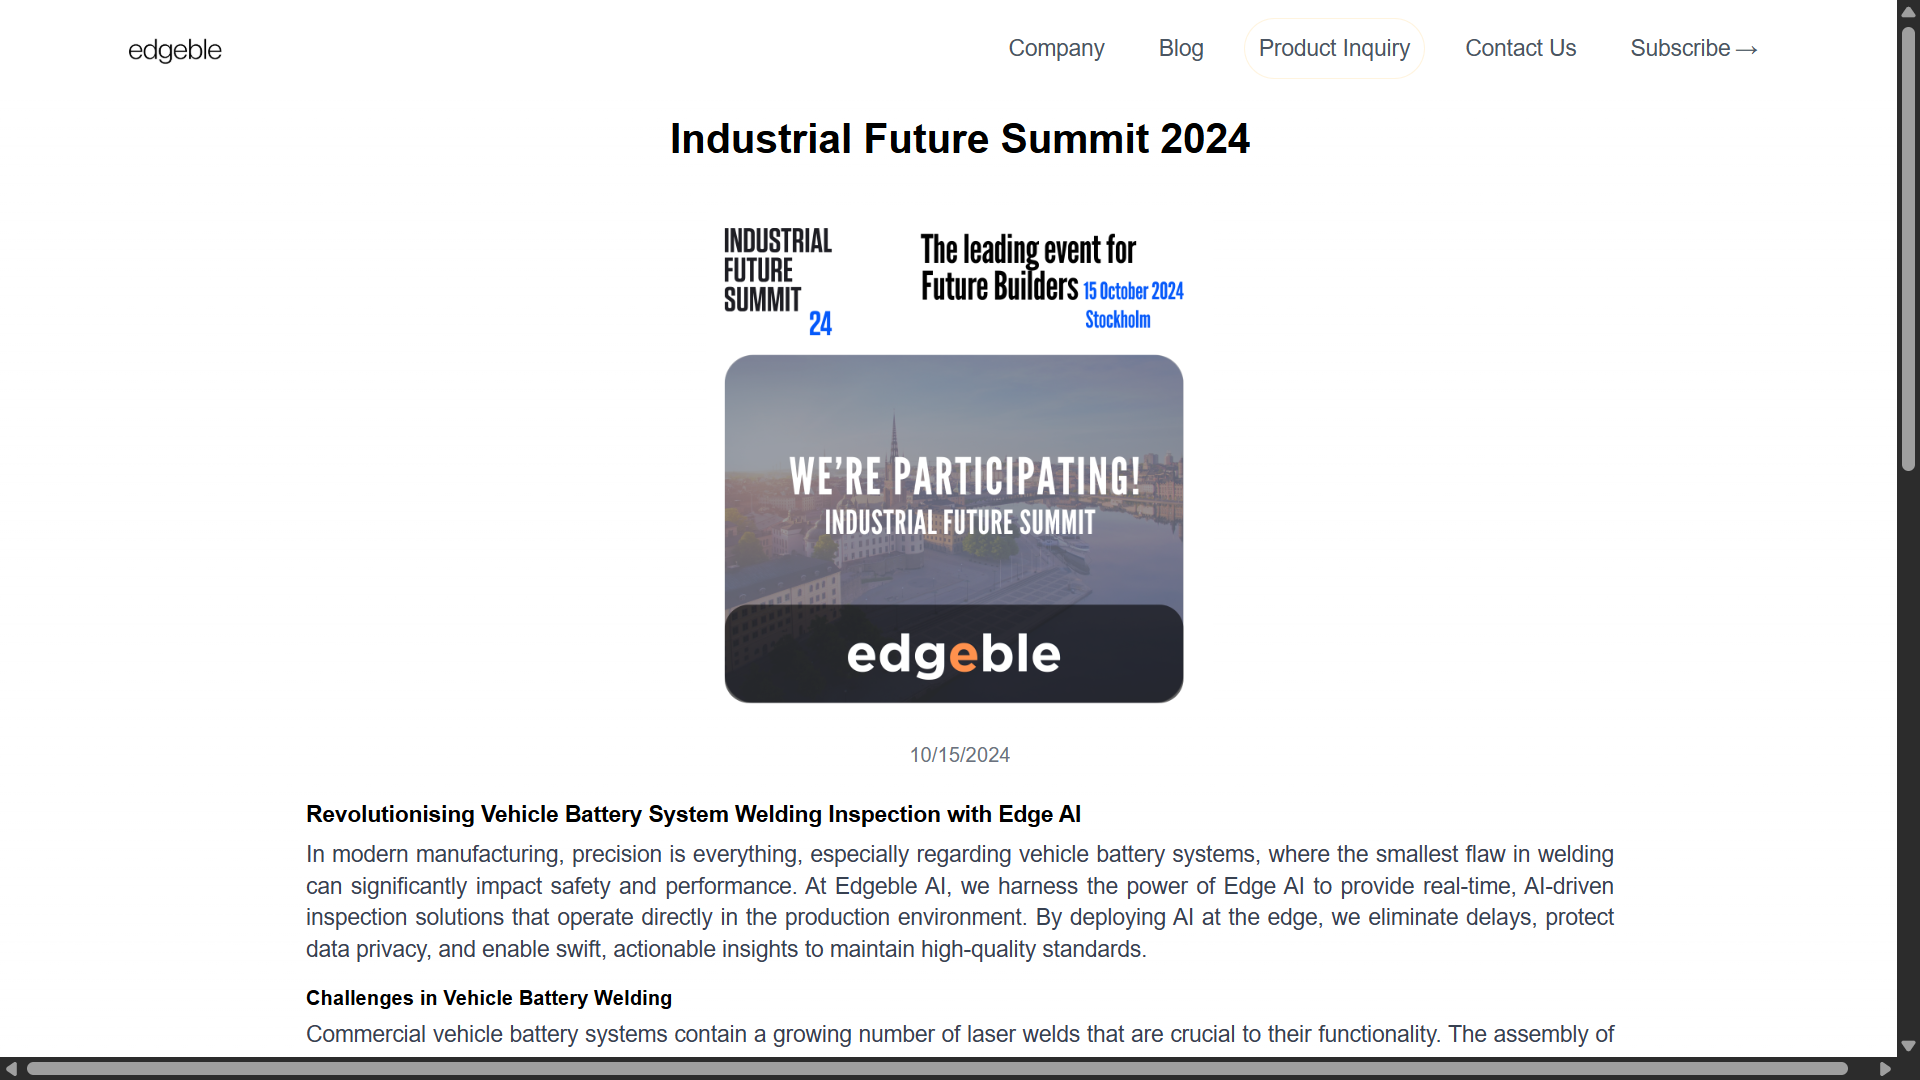 edgeble
Company
Blog
Product Inquiry
Contact Us
Subscribe →
Industrial Future Summit 2024
INDUSTRIAL
FUTURE
SUMMIT
24
The leading event for
Future Builders 15 October 2024
Stockholm
WE'RE PARTICIPATING!
INDUSTRIAL FUTURE SUMMIT
edgeble
10/15/2024
Revolutionising Vehicle Battery System Welding Inspection with Edge AI
In modern manufacturing, precision is everything, especially regarding vehicle battery systems, where the smallest flaw in welding
can significantly impact safety and performance. At Edgeble AI, we harness the power of Edge AI to provide real-time, AI-driven
inspection solutions that operate directly in the production environment. By deploying AI at the edge, we eliminate delays, protect
data privacy, and enable swift, actionable insights to maintain high-quality standards.
Challenges in Vehicle Battery Welding
Commercial vehicle battery systems contain a growing number of laser welds that are crucial to their functionality. The assembly of